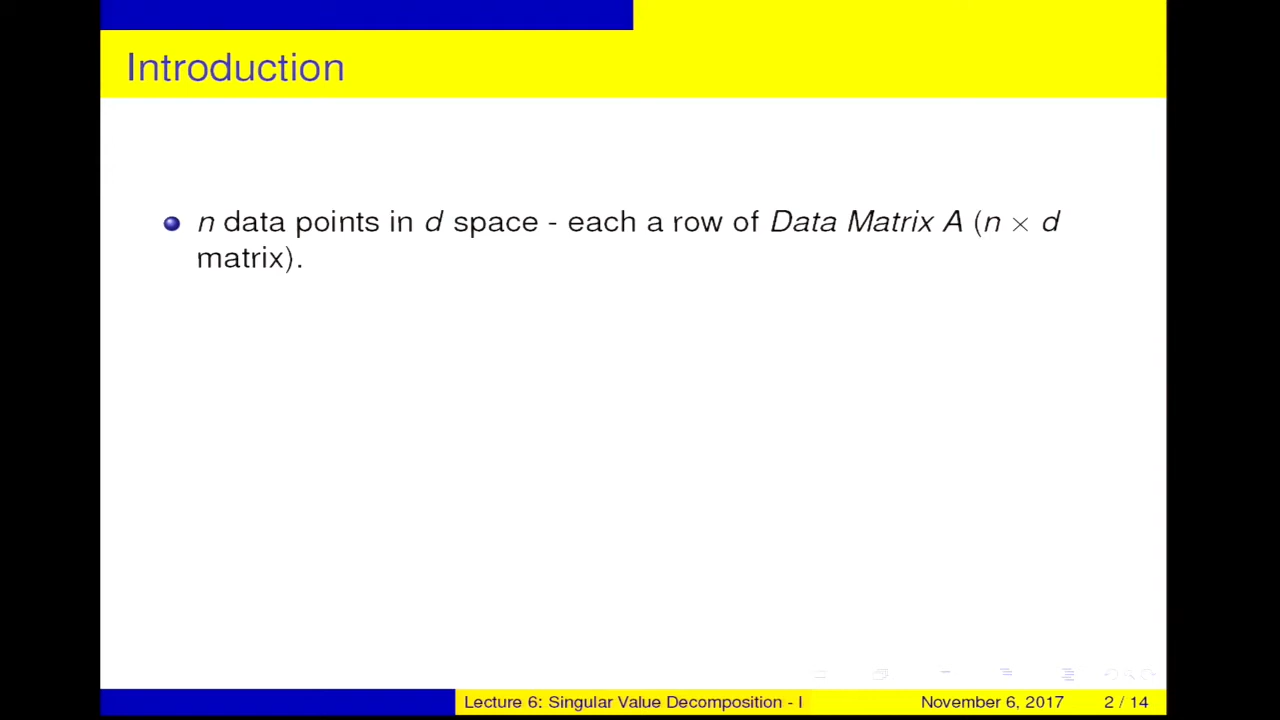 Introduction
n data points in d space - each a row of Data Matrix A (n × d
matrix).
Lecture 6: Singular Value Decomposition - I November 6, 2017 2 / 14